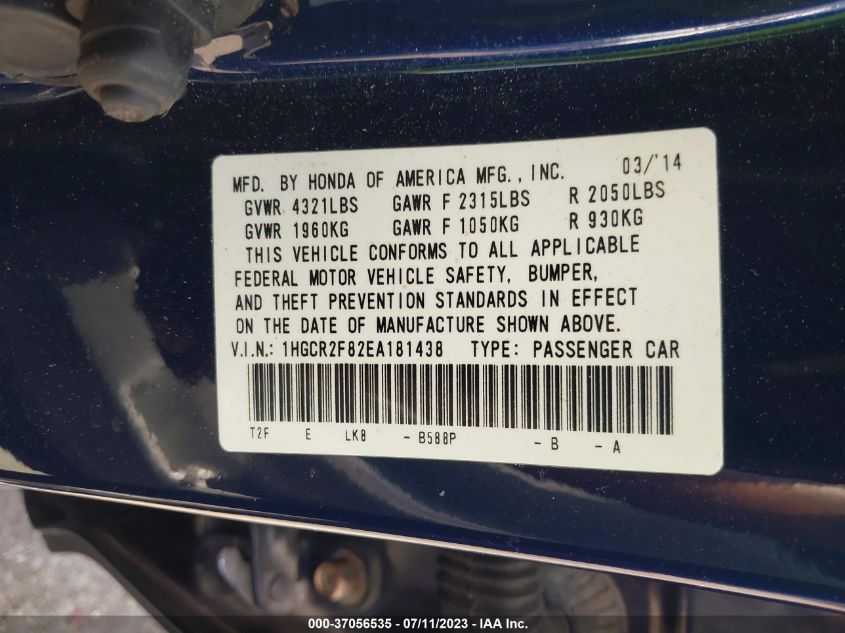 MFD. BY HONDA OF AMERICA MFG., INC. 03/'14
GVWR 4321LBS GAWR F 2315LBS R 2050LBS
GVWR 1960KG GAWR F 1050KG R 930KG
THIS VEHICLE CONFORMS TO ALL APPLICABLE
FEDERAL MOTOR VEHICLE SAFETY, BUMPER,
AND THEFT PREVENTION STANDARDS IN EFFECT
ON THE DATE OF MANUFACTURE SHOWN ABOVE.
V.I.N.: 1HGCR2F82EA181438 TYPE: PASSENGER CAR
T2F E LK8 - B588P - B - A
000-37056535 - 07/11/2023 - IAA Inc.